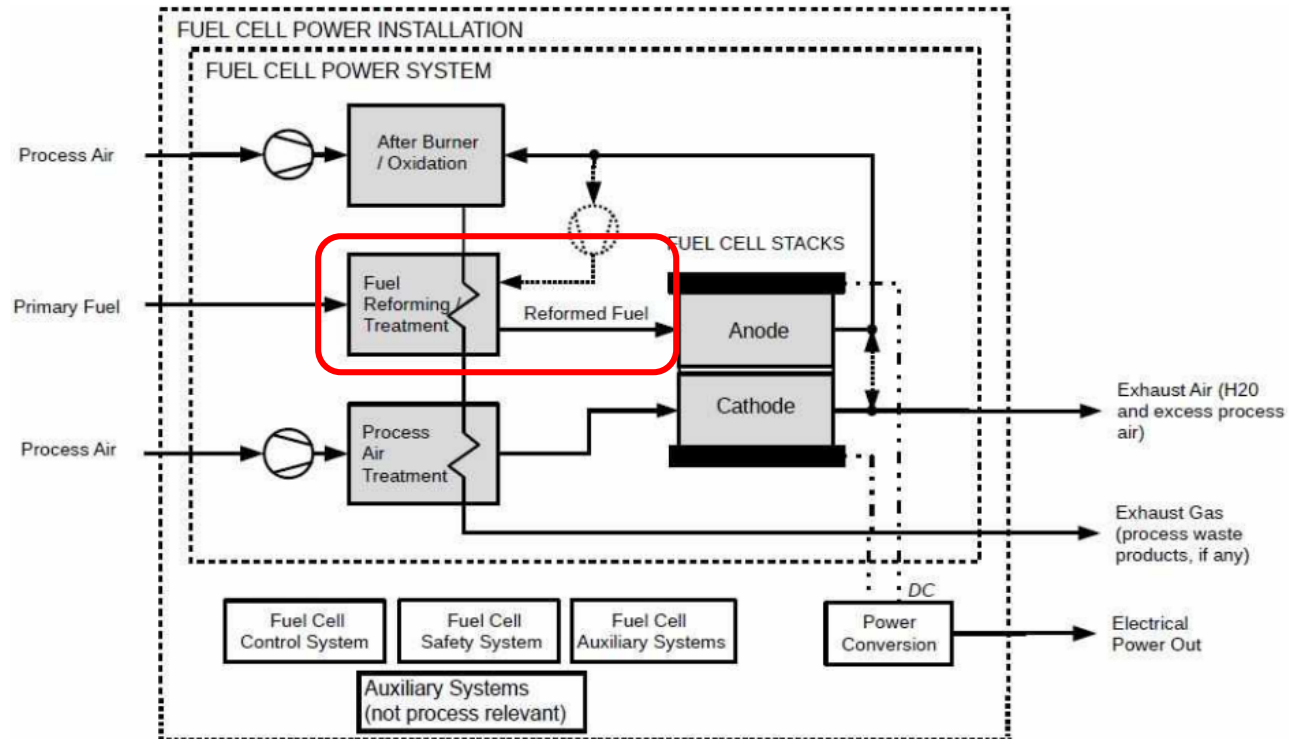 FUEL CELL POWER INSTALLATION
FUEL CELL POWER SYSTEM
Process Air
After Burner
/ Oxidation
FUEL CELL STACKS
Primary Fuel
Fuel
Reforming /
Treatment
Reformed Fuel
Anode
Cathode
Process Air
Process
Air
Treatment
Exhaust Air (H20
and excess process
air)
Exhaust Gas
(process waste
products, if any)
DC
Fuel Cell
Control System
Fuel Cell
Safety System
Fuel Cell
Auxiliary Systems
Power
Conversion
Electrical
Power Out
Auxiliary Systems
(not process relevant)